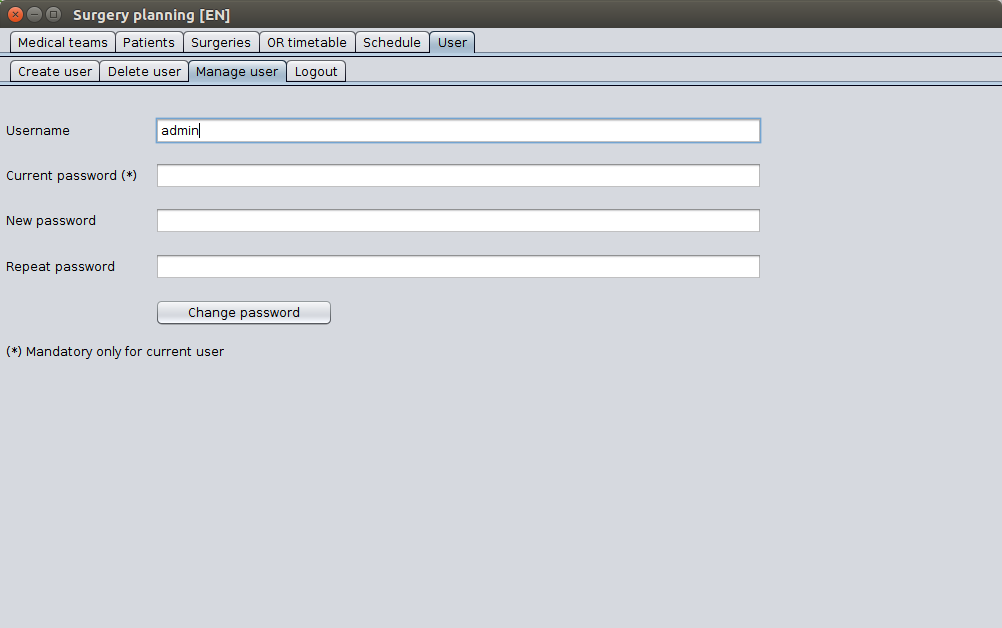 Surgery planning [EN]
Medical teams Patients Surgeries OR timetable Schedule User
Create user Delete user Manage user Logout
Username admin
Current password (*)
New password
Repeat password
Change password
(*) Mandatory only for current user